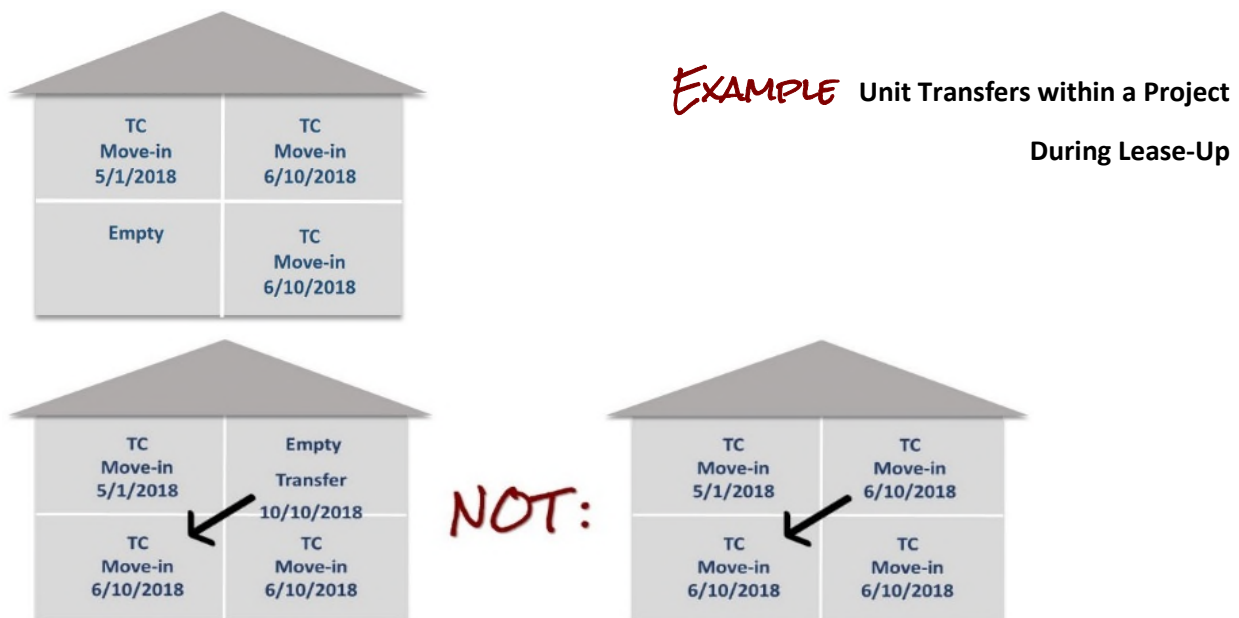 EXAMPLE Unit Transfers within a Project
During Lease-Up
TC
Move-in
5/1/2018
TC
Move-in
6/10/2018
Empty
TC
Move-in
6/10/2018
TC
Move-in
5/1/2018
Empty
Transfer
10/10/2018
TC
Move-in
6/10/2018
TC
Move-in
6/10/2018
NOT:
TC
Move-in
5/1/2018
TC
Move-in
6/10/2018
TC
Move-in
6/10/2018
TC
Move-in
6/10/2018